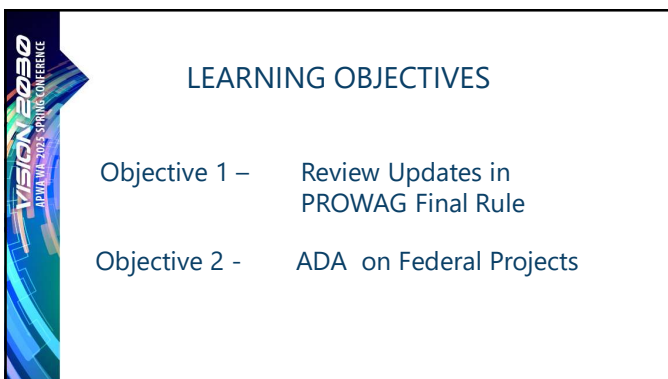 VISION 2030
APWA WA 2025 SPRING CONFERENCE
LEARNING OBJECTIVES
Objective 1 – Review Updates in
PROWAG Final Rule
Objective 2 - ADA on Federal Projects